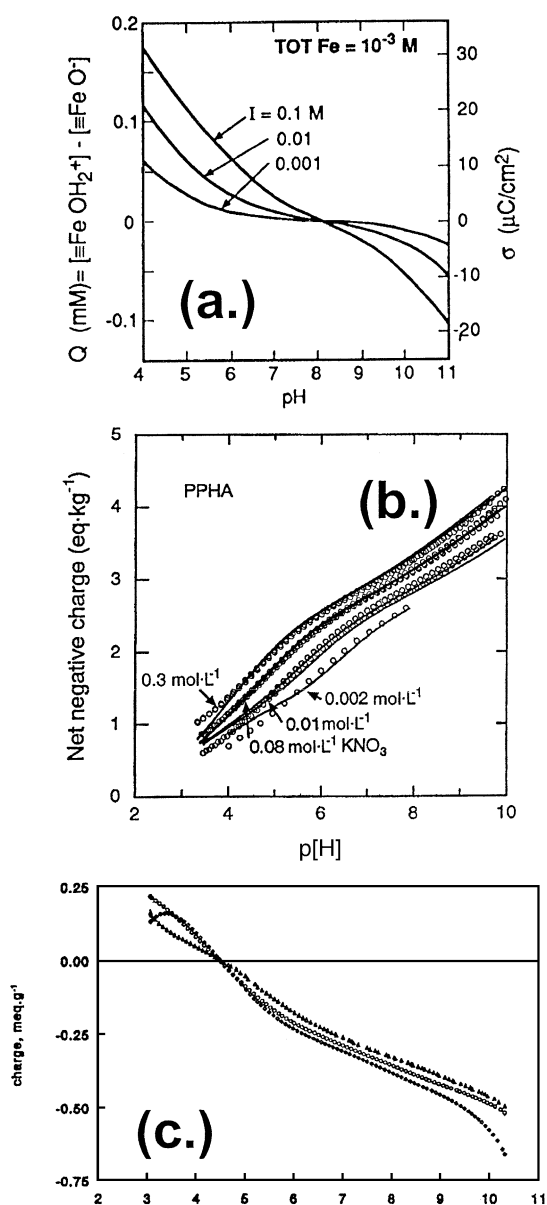 TOT Fe = 10⁻³ M
Q (mM)= [≡Fe OH₂⁺] - [≡Fe O⁻]
0.2
0.1
0
-0.1
I = 0.1 M
0.01
0.001
30
20
10
0
-10
-20
σ (μC/cm²)
(a.)
4 5 6 7 8 9 10 11
pH
Net negative charge (eq·kg⁻¹)
5
4
3
2
1
0
PPHA
(b.)
0.3 mol·L⁻¹
0.002 mol·L⁻¹
0.01 mol·L⁻¹
0.08 mol·L⁻¹ KNO₃
2 4 6 8 10
p[H]
charge, meq.g⁻¹
0.25
0.00
-0.25
-0.50
-0.75
(c.)
2 3 4 5 6 7 8 9 10 11